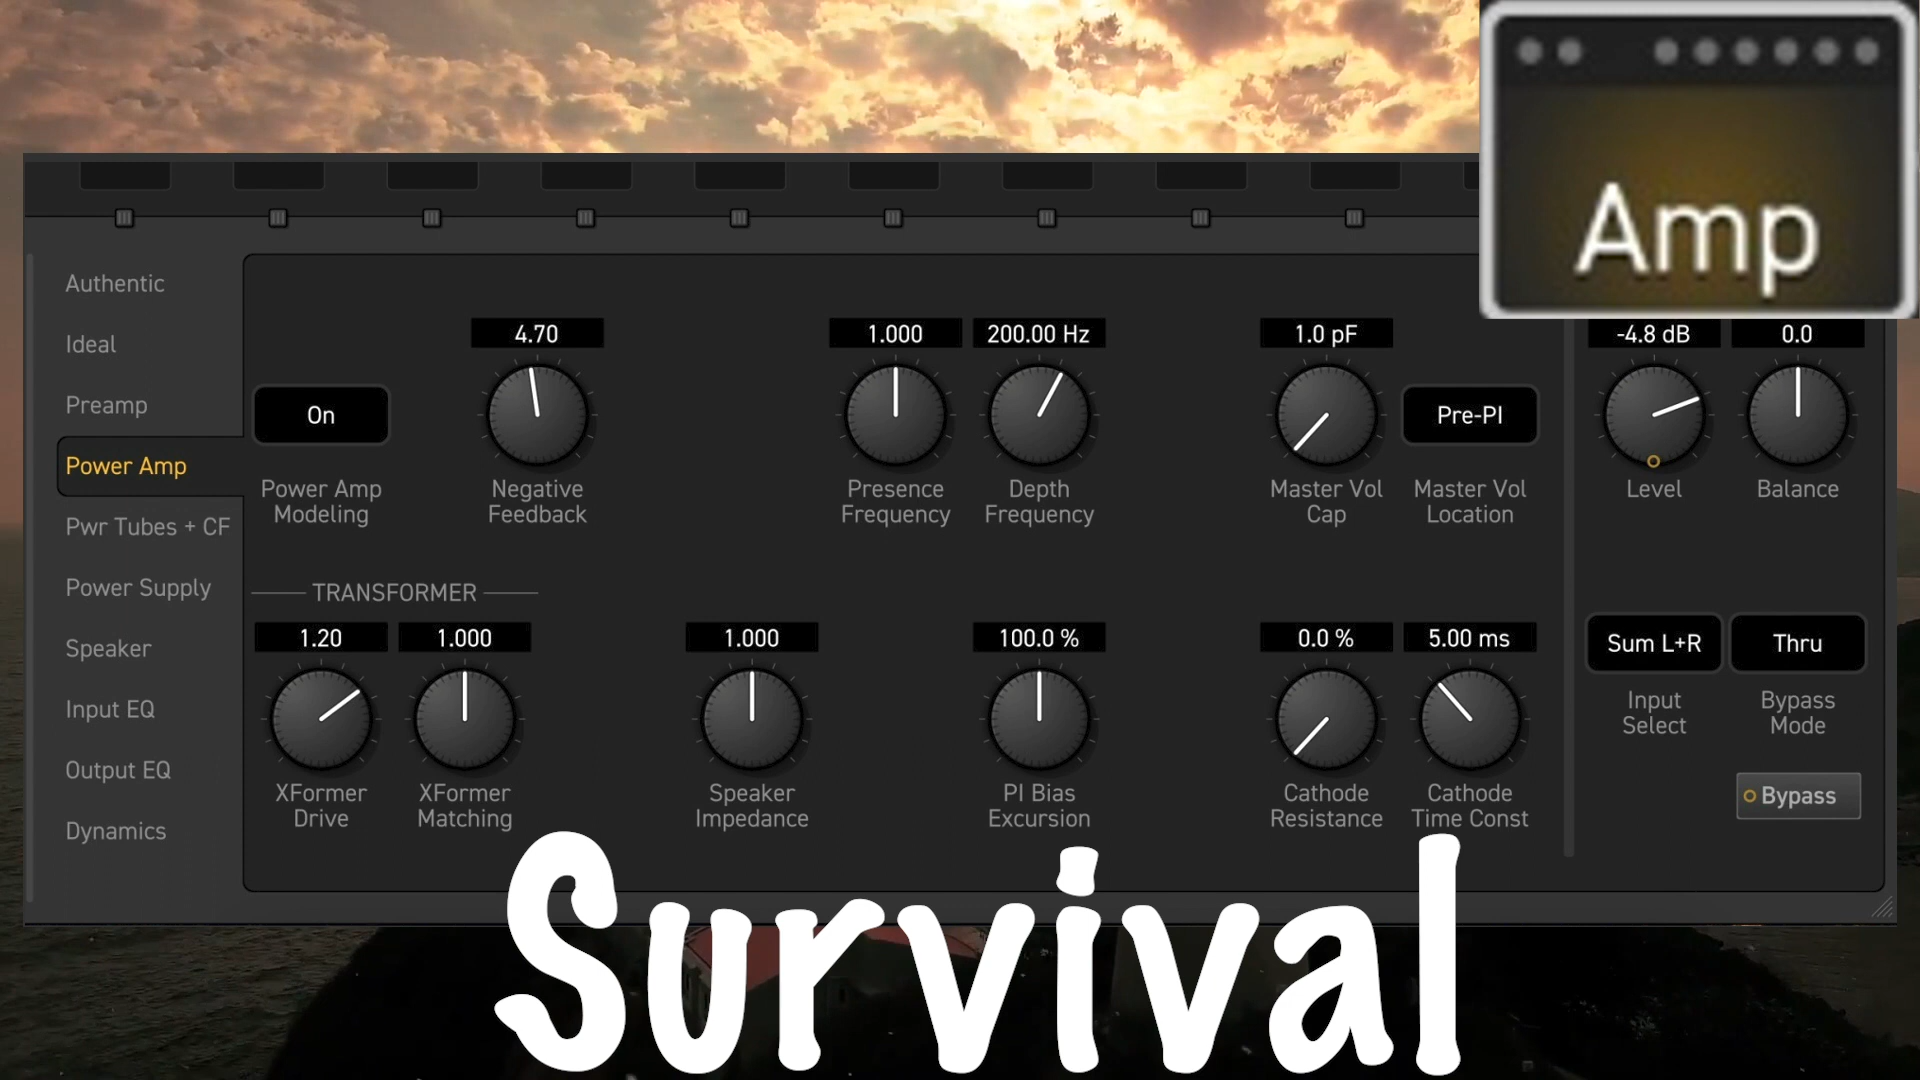 Amp
Authentic
Ideal
Preamp
Power Amp
Pwr Tubes + CF
Power Supply
Speaker
Input EQ
Output EQ
Dynamics
4.70
1.000
200.00 Hz
1.0 pF
-4.8 dB
0.0
On
Pre-PI
Power Amp
Modeling
Negative
Feedback
Presence
Frequency
Depth
Frequency
Master Vol
Cap
Master Vol
Location
Level
Balance
TRANSFORMER
1.20
1.000
1.000
100.0 %
0.0 %
5.00 ms
Sum L+R
Thru
XFormer
Drive
XFormer
Matching
Speaker
Impedance
PI Bias
Excursion
Cathode
Resistance
Cathode
Time Const
Input
Select
Bypass
Mode
Bypass
Survival